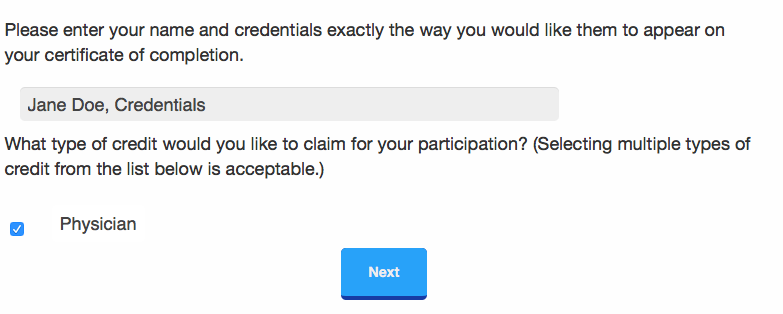 Please enter your name and credentials exactly the way you would like them to appear on
your certificate of completion.
Jane Doe, Credentials
What type of credit would you like to claim for your participation? (Selecting multiple types of
credit from the list below is acceptable.)
Physician
Next